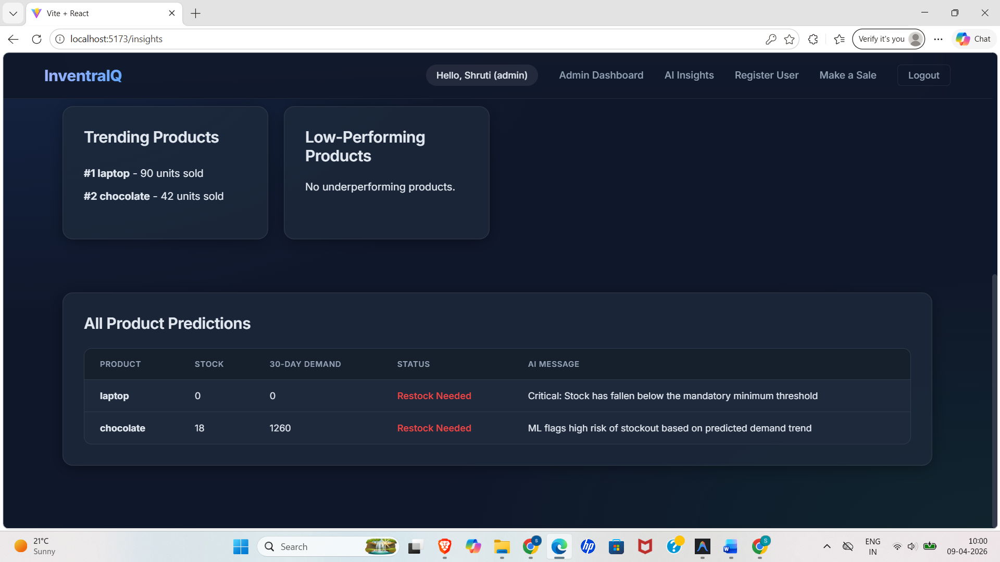 Vite + React
localhost:5173/insights
Verify it's you
Chat
InventraIQ
Hello, Shruti (admin)
Admin Dashboard
AI Insights
Register User
Make a Sale
Logout
Trending Products
#1 laptop - 90 units sold
#2 chocolate - 42 units sold
Low-Performing
Products
No underperforming products.
All Product Predictions
PRODUCT STOCK 30-DAY DEMAND STATUS AI MESSAGE
laptop 0 0 Restock Needed Critical: Stock has fallen below the mandatory minimum threshold
chocolate 18 1260 Restock Needed ML flags high risk of stockout based on predicted demand trend
21°C
Sunny
Search
ENG
IN
10:00
09-04-2026